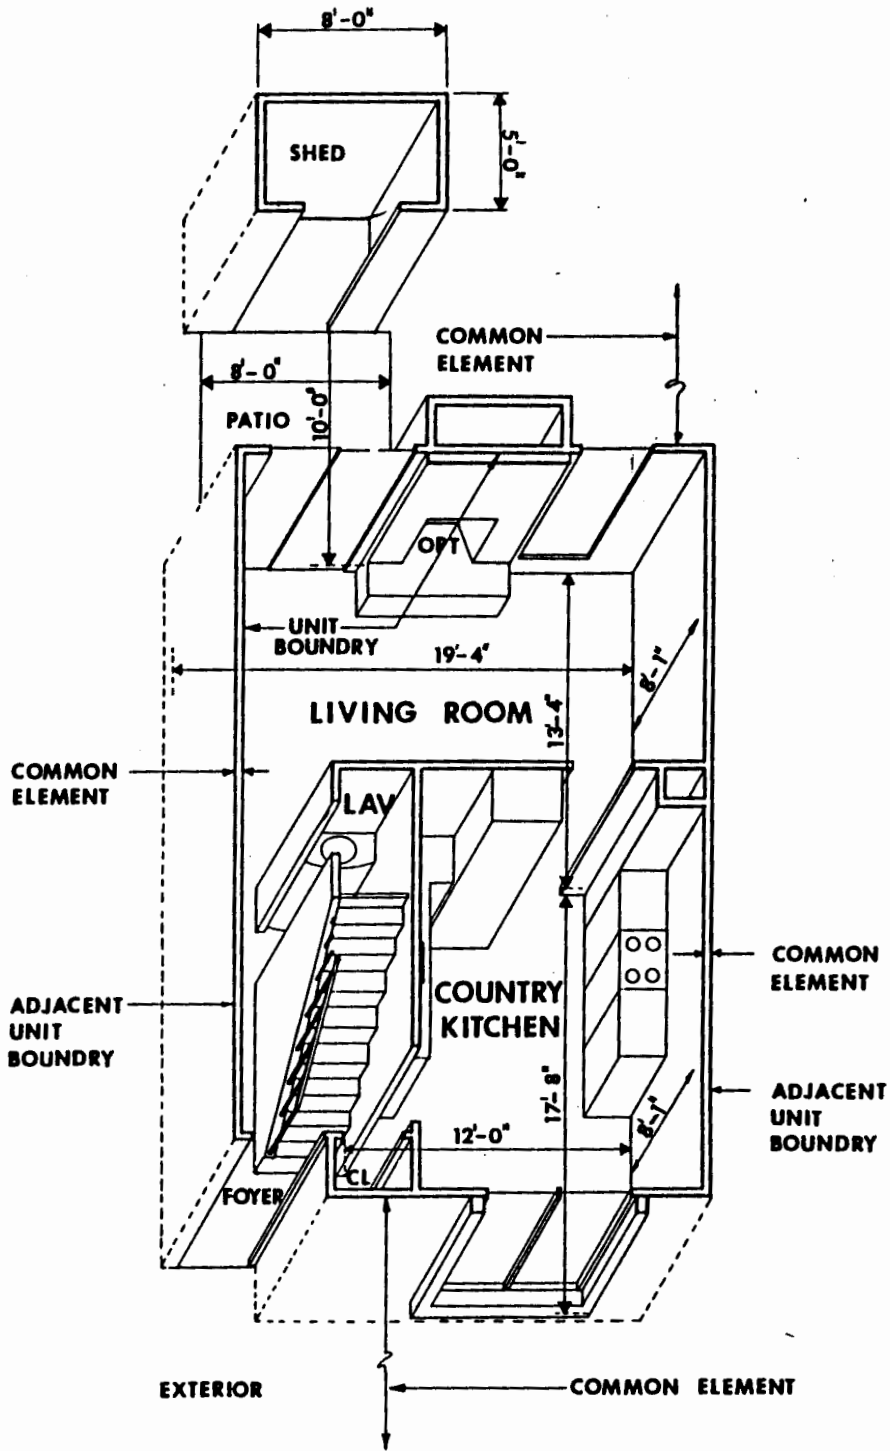 8'-0"
SHED
5'-0"
COMMON
ELEMENT
8'-0"
PATIO
10'-0"
OPT
UNIT
BOUNDRY
19'-4"
8'-1"
LIVING ROOM
13'-4"
COMMON
ELEMENT
LAV
COMMON
ELEMENT
COUNTRY
KITCHEN
ADJACENT
UNIT
BOUNDRY
17'-8"
ADJACENT
UNIT
BOUNDRY
8'-1"
12'-0"
CL
FOYER
EXTERIOR
COMMON ELEMENT